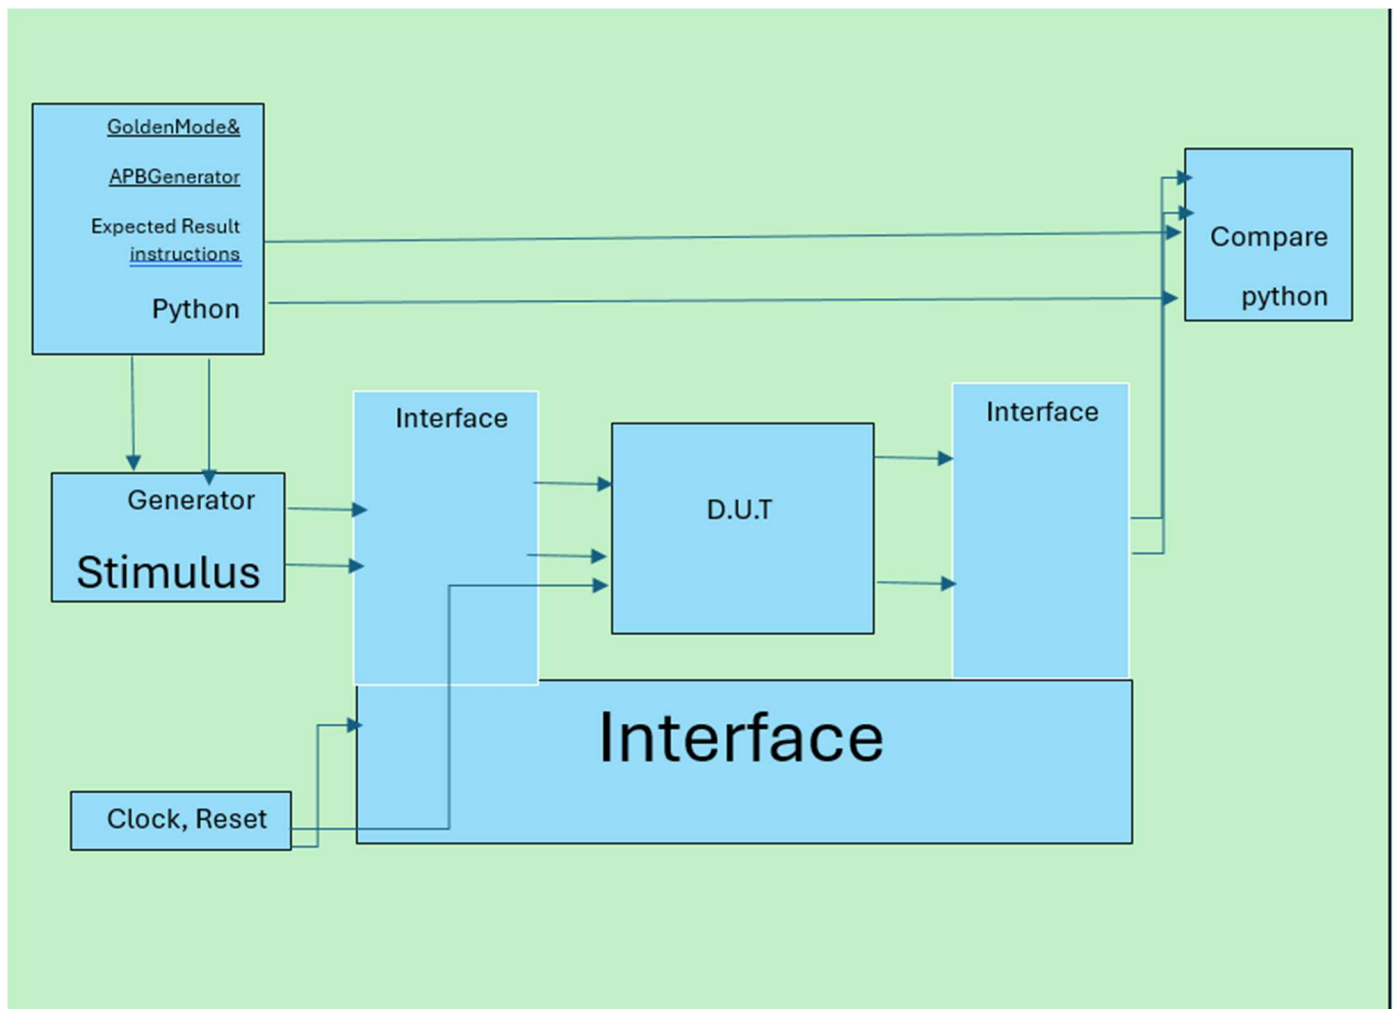 GoldenMode&
APBGenerator
Expected Result
instructions
Python
Compare
python
Interface
Interface
D.U.T
Generator
Stimulus
Interface
Clock, Reset